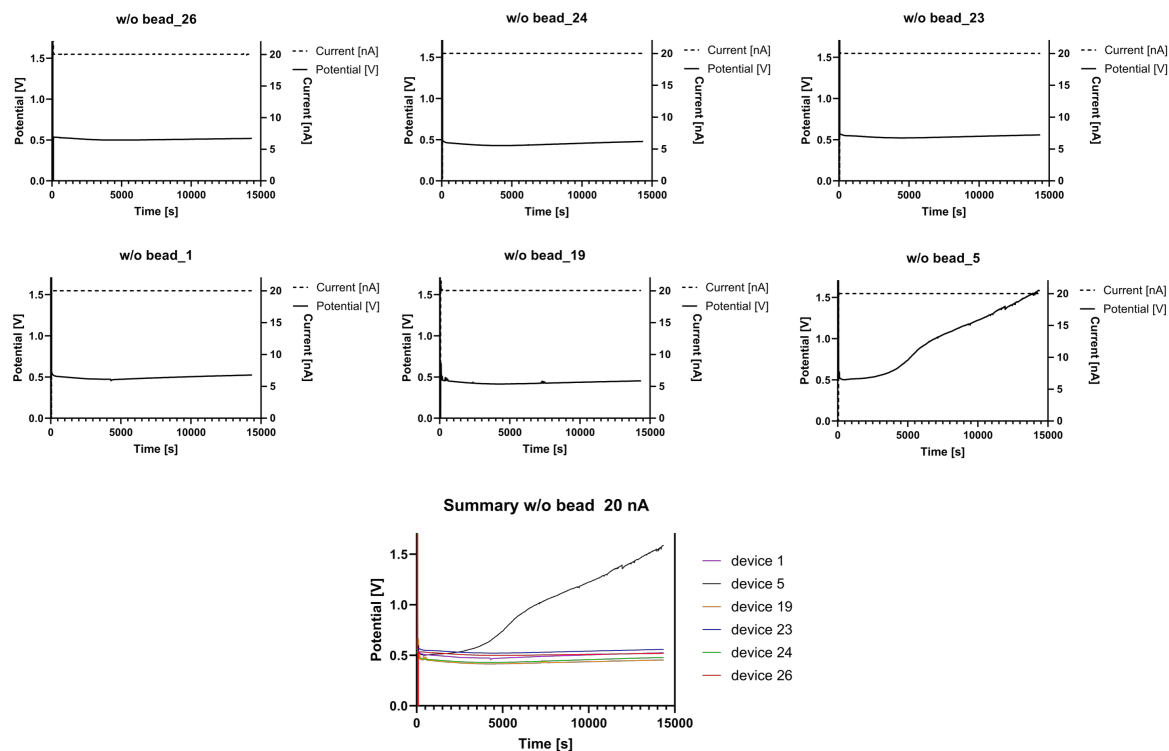 w/o bead_26
Potential [V]
1.5
1.0
0.5
0.0
0
5000
10000
15000
Time [s]
20
15
10
5
0
Current [nA]
Current [nA]
Potential [V]
w/o bead_24
Potential [V]
1.5
1.0
0.5
0.0
0
5000
10000
15000
Time [s]
20
15
10
5
0
Current [nA]
Current [nA]
Potential [V]
w/o bead_23
Potential [V]
1.5
1.0
0.5
0.0
0
5000
10000
15000
Time [s]
20
15
10
5
0
Current [nA]
Current [nA]
Potential [V]
w/o bead_1
Potential [V]
1.5
1.0
0.5
0.0
0
5000
10000
15000
Time [s]
20
15
10
5
0
Current [nA]
Current [nA]
Potential [V]
w/o bead_19
Potential [V]
1.5
1.0
0.5
0.0
0
5000
10000
15000
Time [s]
20
15
10
5
0
Current [nA]
Current [nA]
Potential [V]
w/o bead_5
Potential [V]
1.5
1.0
0.5
0.0
0
5000
10000
15000
Time [s]
20
15
10
5
0
Current [nA]
Current [nA]
Potential [V]
Summary w/o bead 20 nA
Potential [V]
1.5
1.0
0.5
0.0
0
5000
10000
15000
Time [s]
device 1
device 5
device 19
device 23
device 24
device 26